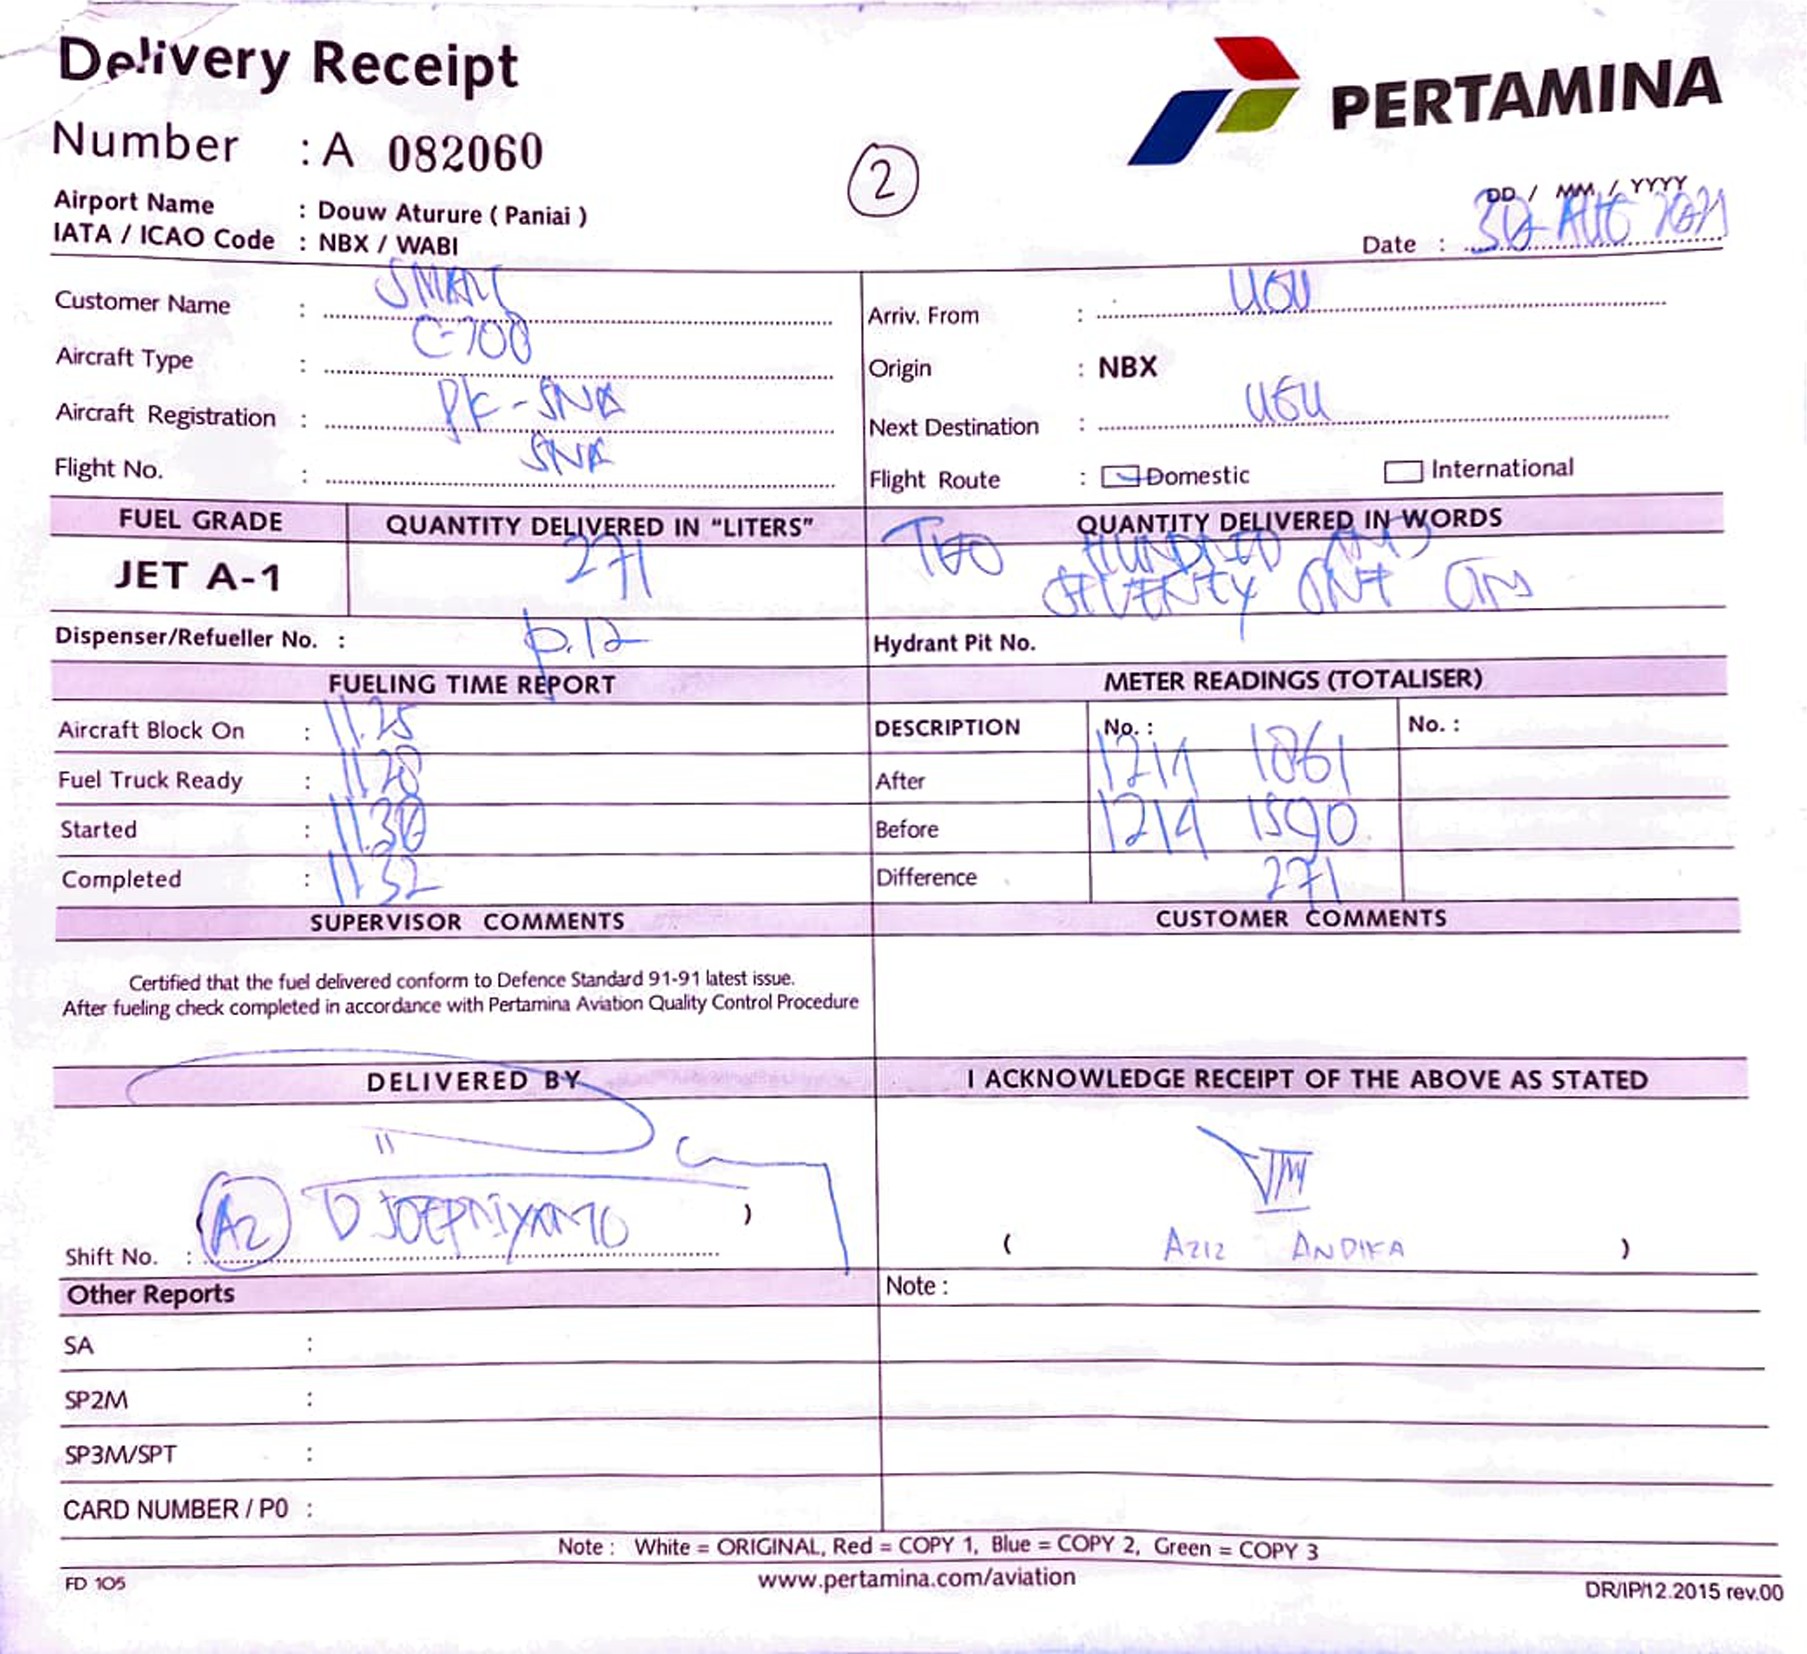 Delivery Receipt
PERTAMINA
Number : A 082060
2
Airport Name : Douw Aturure ( Paniai )
IATA / ICAO Code : NBX / WABI
DD / MM / YYYY
Date : 30 AUG 2021
Customer Name : SMART
Arriv. From : UGU
Aircraft Type : C-700
Origin : NBX
Aircraft Registration : PK-SNA
Next Destination : UGU
Flight No. : SNA
Flight Route : Domestic International
FUEL GRADE QUANTITY DELIVERED IN "LITERS" QUANTITY DELIVERED IN WORDS
JET A-1 271 TWO HUNDRED AND
SEVENTY ONE
Dispenser/Refueller No. : p.12 Hydrant Pit No.
FUELING TIME REPORT METER READINGS (TOTALISER)
Aircraft Block On : 11.25 DESCRIPTION No. : No. :
Fuel Truck Ready : 11.28 After 1214 1861
Started : 11.30 Before 1214 1590
Completed : 11.32 Difference 271
SUPERVISOR COMMENTS CUSTOMER COMMENTS
Certified that the fuel delivered conform to Defence Standard 91-91 latest issue.
After fueling check completed in accordance with Pertamina Aviation Quality Control Procedure
DELIVERED BY I ACKNOWLEDGE RECEIPT OF THE ABOVE AS STATED
Shift No. : (A2 )
( AZIZ ANDIKA )
Other Reports Note :
SA :
SP2M :
SP3M/SPT :
CARD NUMBER / P0 :
Note : White = ORIGINAL, Red = COPY 1, Blue = COPY 2, Green = COPY 3
FD 105 www.pertamina.com/aviation DR/IP/12.2015 rev.00